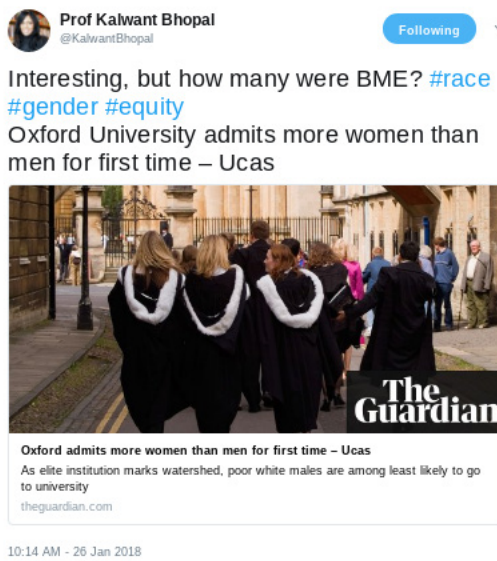 Prof Kalwant Bhopal
@KalwantBhopal
Following
Interesting, but how many were BME? #race
#gender #equity
Oxford University admits more women than
men for first time – Ucas
The
Guardian
Oxford admits more women than men for first time – Ucas
As elite institution marks watershed, poor white males are among least likely to go
to university
theguardian.com
10:14 AM - 26 Jan 2018